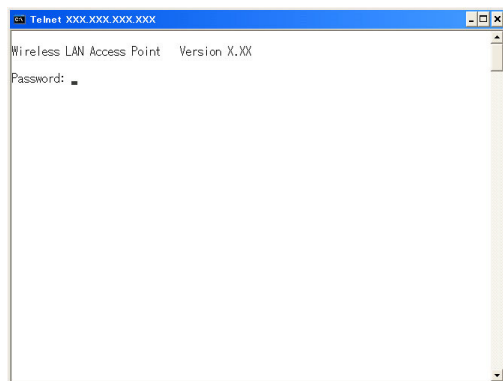 Telnet XXX.XXX.XXX.XXX
Wireless LAN Access Point   Version X.XX
Password: _